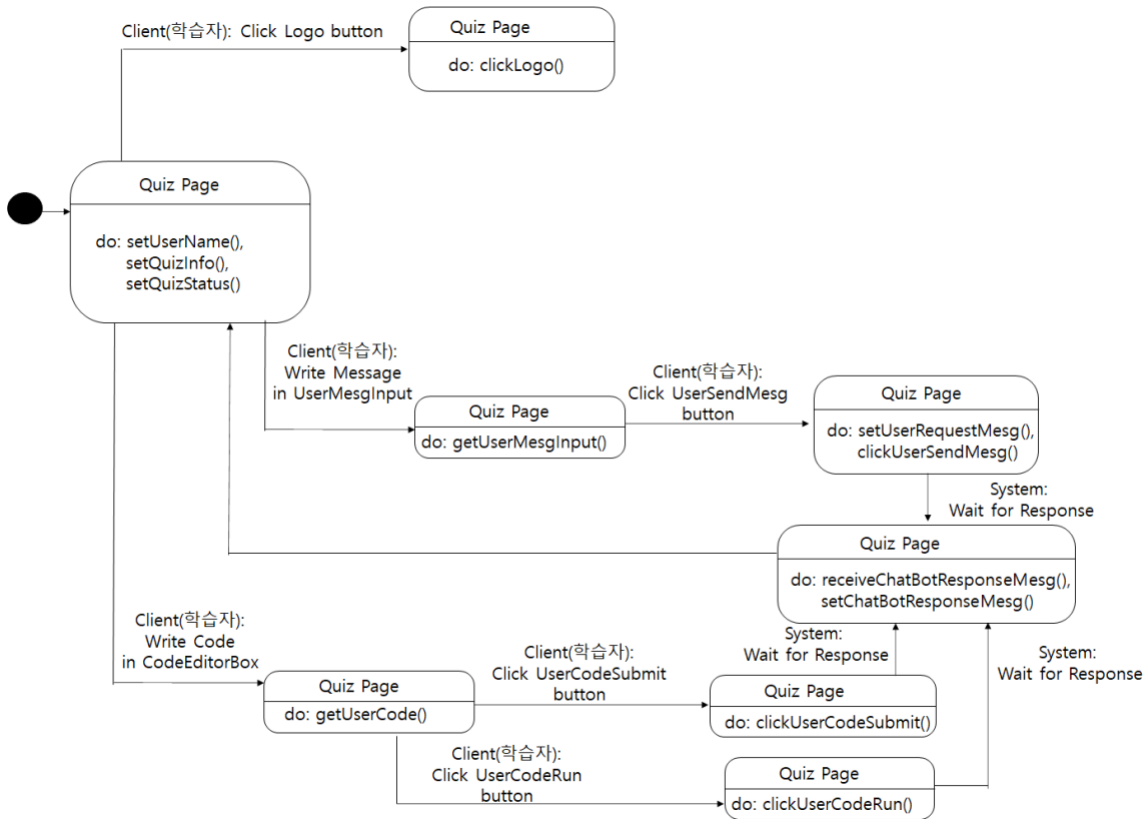 Client(학습자): Click Logo button
Quiz Page
do: clickLogo()
Quiz Page
do: setUserName(),
setQuizInfo(),
setQuizStatus()
Client(학습자):
Write Message
in UserMesgInput
Quiz Page
do: getUserMesgInput()
Client(학습자):
Click UserSendMesg
button
Quiz Page
do: setUserRequestMesg(),
clickUserSendMesg()
System:
Wait for Response
Quiz Page
do: receiveChatBotResponseMesg(),
setChatBotResponseMesg()
Client(학습자):
Write Code
in CodeEditorBox
Quiz Page
do: getUserCode()
Client(학습자):
Click UserCodeSubmit
button
System:
Wait for Response
Quiz Page
do: clickUserCodeSubmit()
System:
Wait for Response
Client(학습자):
Click UserCodeRun
button
Quiz Page
do: clickUserCodeRun()